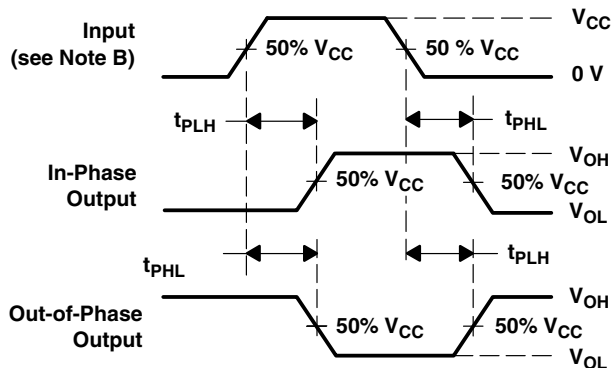 Input
(see Note B)
50% VCC
50 % VCC
VCC
0 V
tPLH
tPHL
In-Phase
Output
50% VCC
50% VCC
VOH
VOL
tPHL
tPLH
Out-of-Phase
Output
50% VCC
50% VCC
VOH
VOL